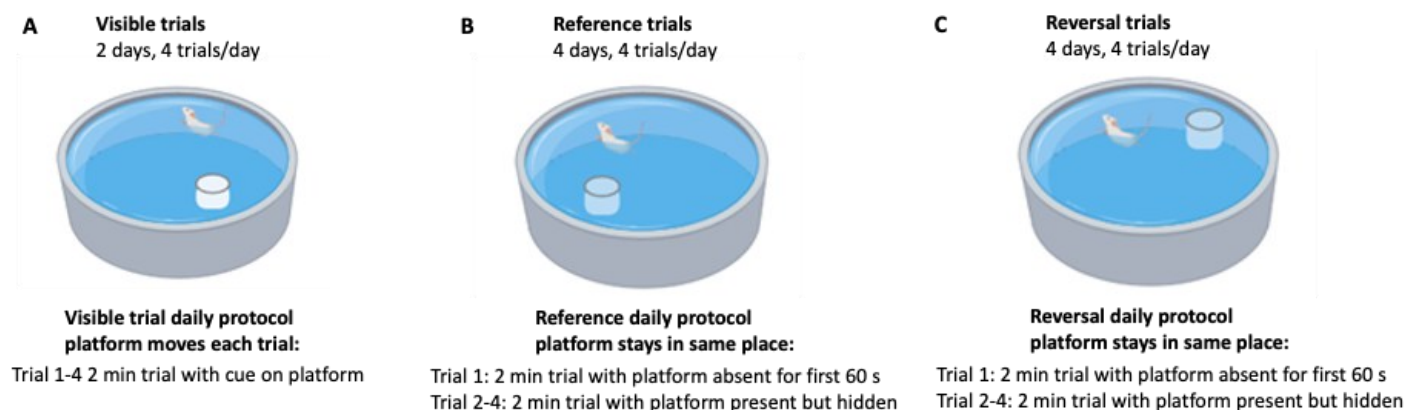 A
Visible trials
2 days, 4 trials/day
Visible trial daily protocol
platform moves each trial:
Trial 1-4 2 min trial with cue on platform
B
Reference trials
4 days, 4 trials/day
Reference daily protocol
platform stays in same place:
Trial 1: 2 min trial with platform absent for first 60 s
Trial 2-4: 2 min trial with platform present but hidden
C
Reversal trials
4 days, 4 trials/day
Reversal daily protocol
platform stays in same place:
Trial 1: 2 min trial with platform absent for first 60 s
Trial 2-4: 2 min trial with platform present but hidden